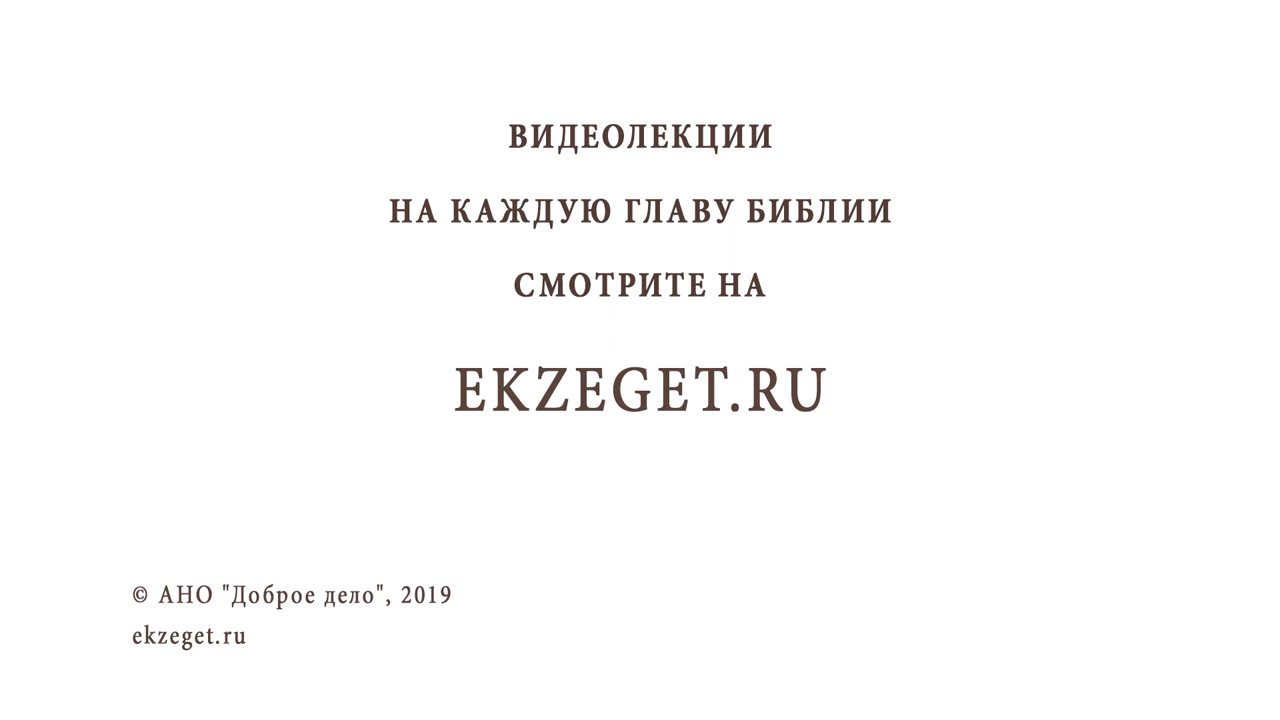 ВИДЕОЛЕКЦИИ
НА КАЖДУЮ ГЛАВУ БИБЛИИ
СМОТРИТЕ НА
EKZEGET.RU
© АНО "Доброе дело", 2019
ekzeget.ru